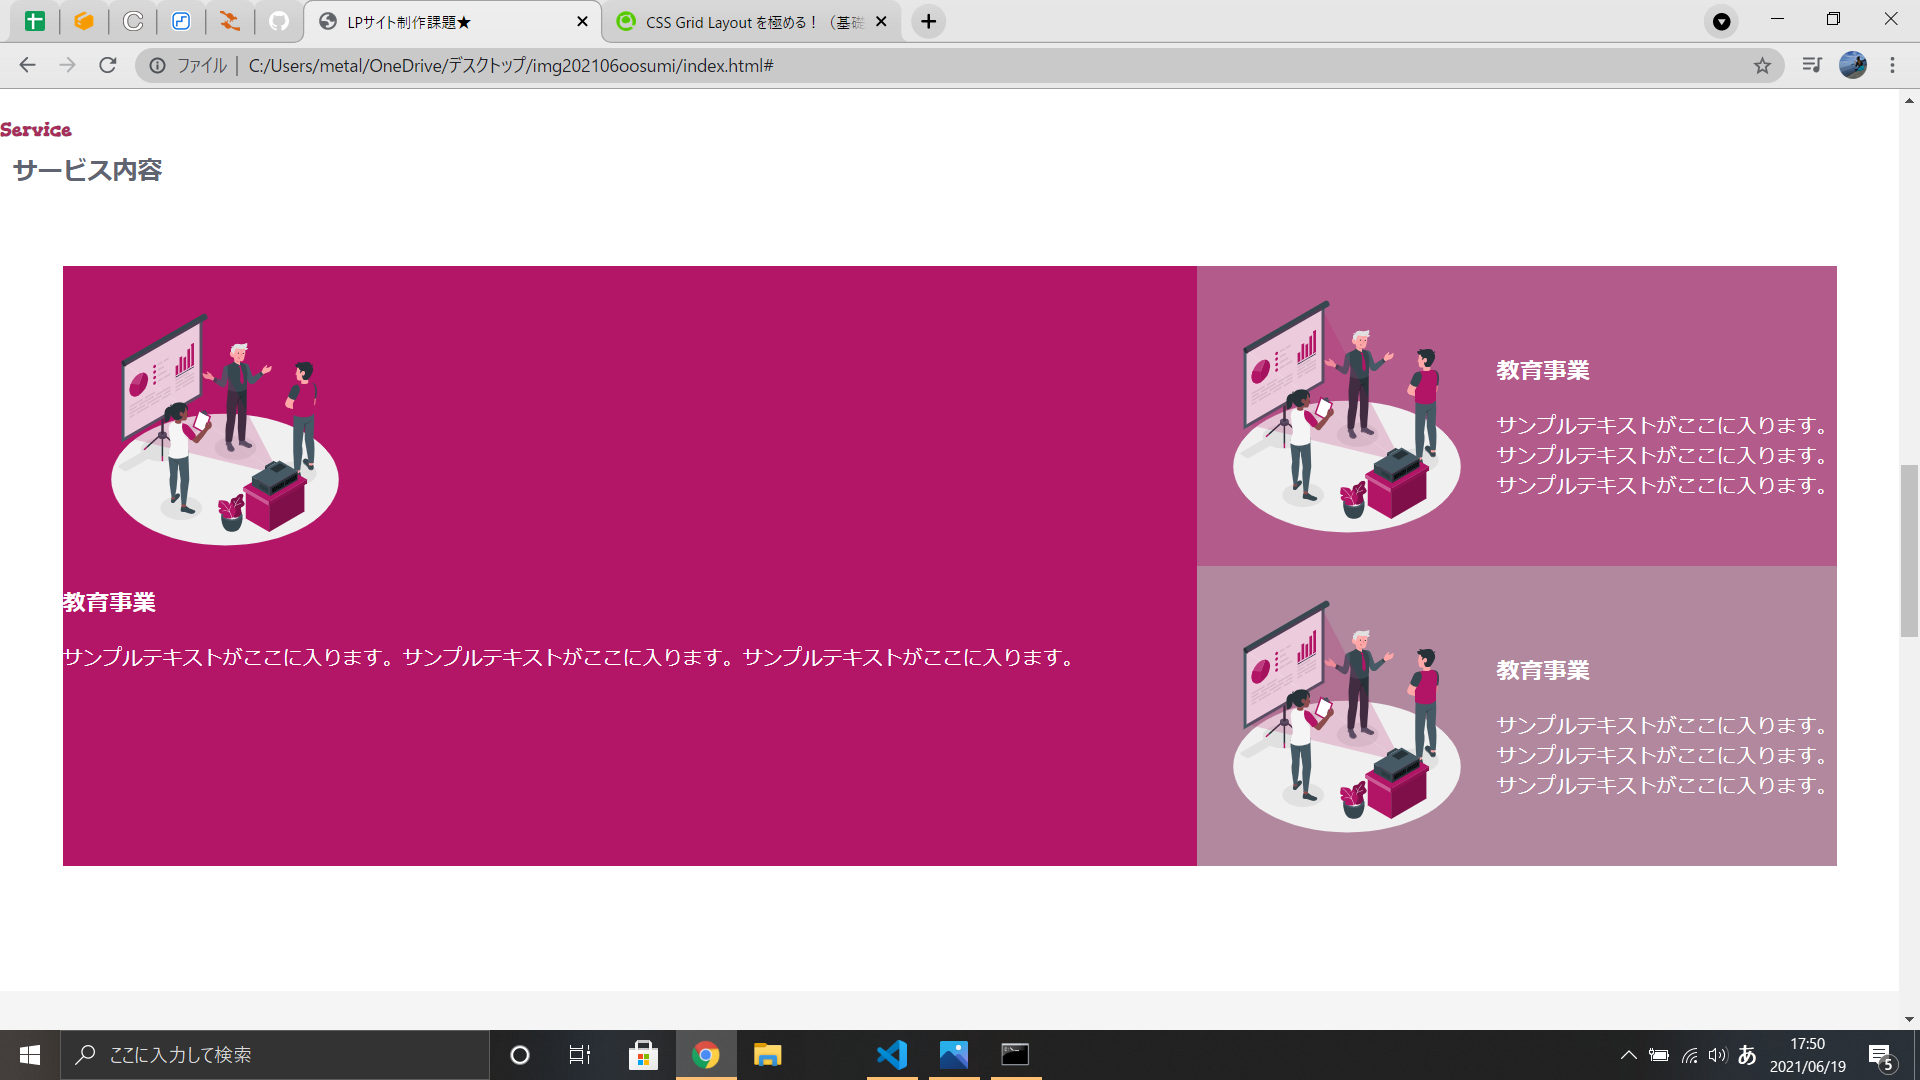 LPサイト制作課題★
CSS Grid Layout を極める！（基礎
ファイル
C:/Users/metal/OneDrive/デスクトップ/img202106oosumi/index.html#
Service
サービス内容
教育事業
サンプルテキストがここに入ります。サンプルテキストがここに入ります。サンプルテキストがここに入ります。
教育事業
サンプルテキストがここに入ります。
サンプルテキストがここに入ります。
サンプルテキストがここに入ります。
教育事業
サンプルテキストがここに入ります。
サンプルテキストがここに入ります。
サンプルテキストがここに入ります。
ここに入力して検索
あ
17:50
2021/06/19
5